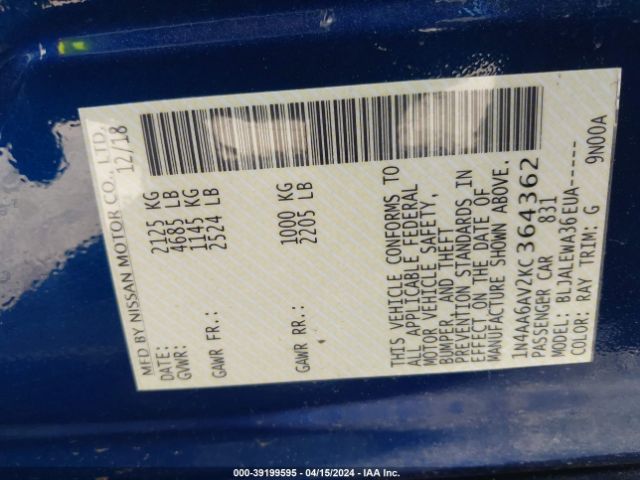 MFD BY NISSAN MOTOR CO., LTD.
DATE: 12/18
GVWR: 2125 KG
4685 LB
GAWR FR.: 1145 KG
2524 LB
GAWR RR.: 1000 KG
2205 LB
THIS VEHICLE CONFORMS TO
ALL APPLICABLE FEDERAL
MOTOR VEHICLE SAFETY,
BUMPER, AND THEFT
PREVENTION STANDARDS IN
EFFECT ON THE DATE OF
MANUFACTURE SHOWN ABOVE.
1N4AA6AV2KC364362
PASSENGER CAR 831
MODEL: BLJALEWA36EUA-----
COLOR: RAY TRIM: G 9N00A
000-39199595 - 04/15/2024 - IAA Inc.